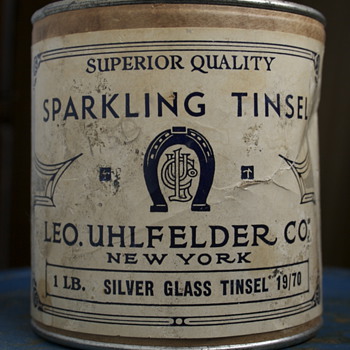 SUPERIOR QUALITY
SPARKLING TINSEL
LEO. UHLFELDER CO.
NEW YORK
1 LB. SILVER GLASS TINSEL 19/70